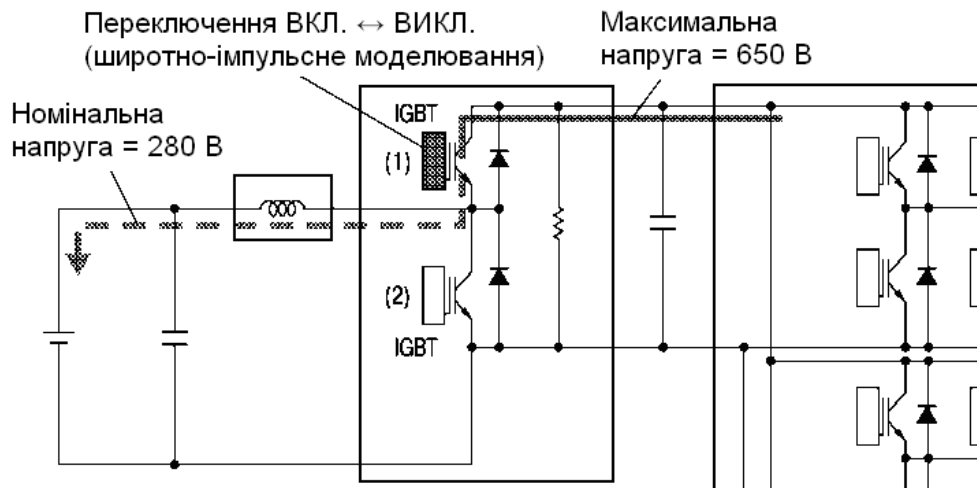 Переключення ВКЛ. ↔ ВИКЛ.
(широтно-імпульсне моделювання)
Максимальна
напруга = 650 В
Номінальна
напруга = 280 В
IGBT
(1)
(2)
IGBT